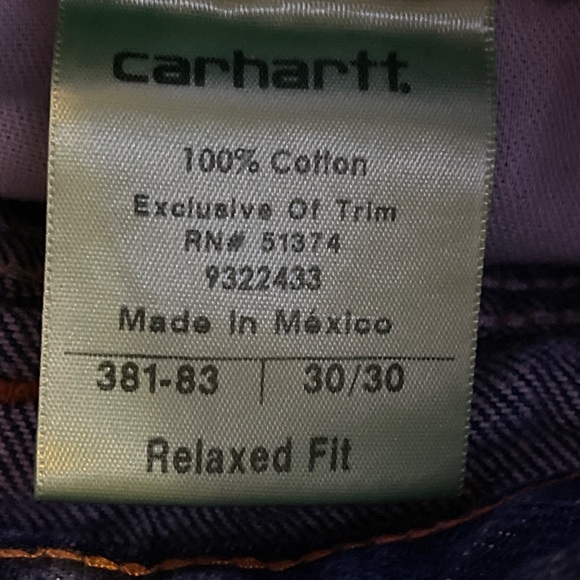 carhartt.
100% Cotton
Exclusive Of Trim
RN# 51374
9322433
Made In México
381-83 | 30/30
Relaxed Fit